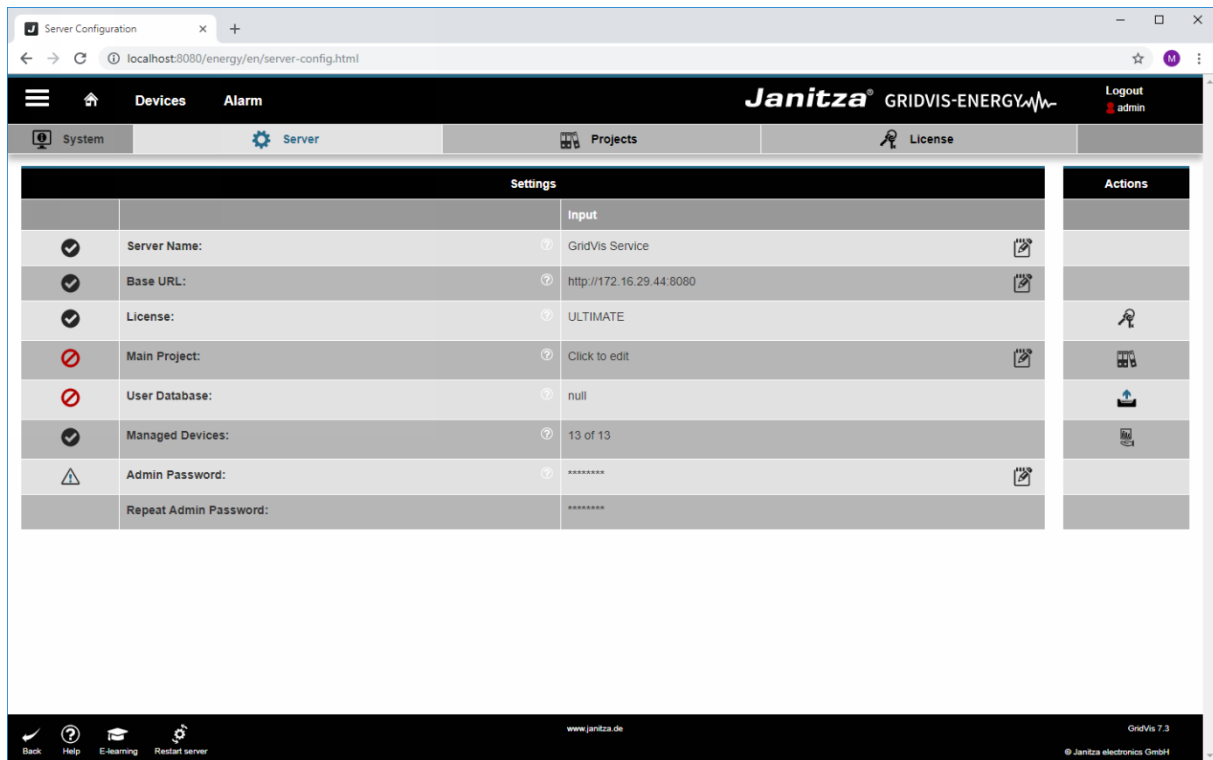 Server Configuration
localhost:8080/energy/en/server-config.html
M
Devices Alarm
Janitza® GRIDVIS-ENERGY
Logout
admin
System Server Projects License
Settings Actions
Input
Server Name: GridVis Service
Base URL: http://172.16.29.44:8080
License: ULTIMATE
Main Project: Click to edit
User Database: null
Managed Devices: 13 of 13
Admin Password: ********
Repeat Admin Password: ********
Back Help E-learning Restart server
www.janitza.de
GridVis 7.3
© Janitza electronics GmbH